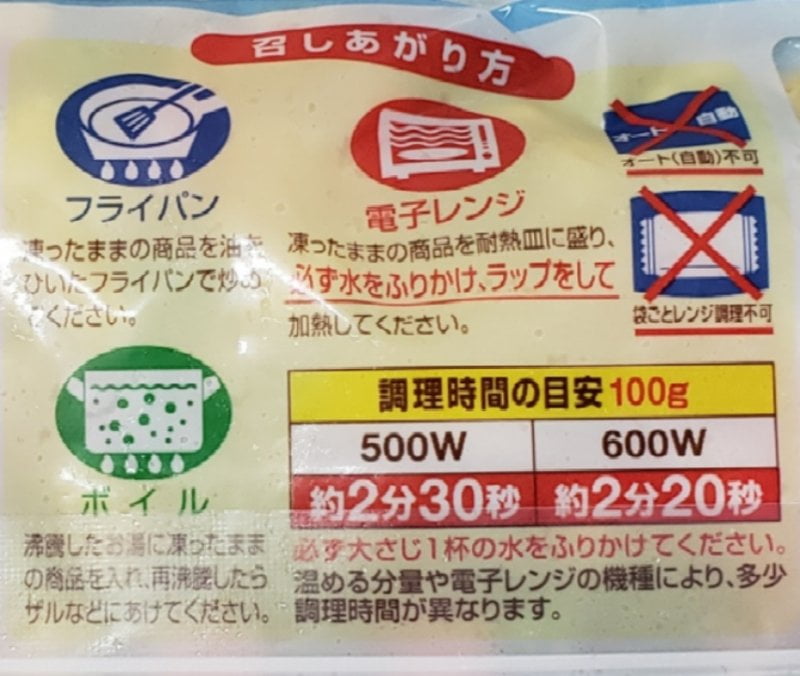 召しあがり方
フライパン
凍ったままの商品を油を
ひいたフライパンで炒め
てください。
電子レンジ
凍ったままの商品を耐熱皿に盛り、
必ず水をふりかけ、ラップをして
加熱してください。
オート 自動
オート(自動)不可
袋ごとレンジ調理不可
ボイル
沸騰したお湯に凍ったまま
の商品を入れ、再沸騰したら
ザルなどにあけてください。
調理時間の目安100g
500W 600W
約2分30秒 約2分20秒
必ず大さじ1杯の水をふりかけてください。
温める分量や電子レンジの機種により、多少
調理時間が異なります。